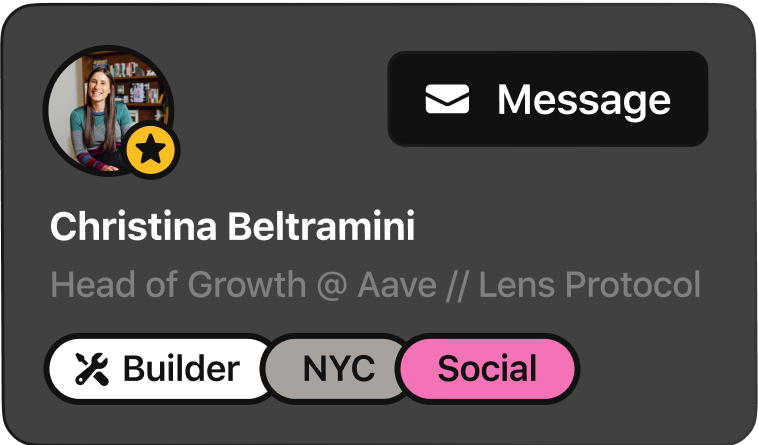 Message
Christina Beltramini
Head of Growth @ Aave // Lens Protocol
Builder NYC Social